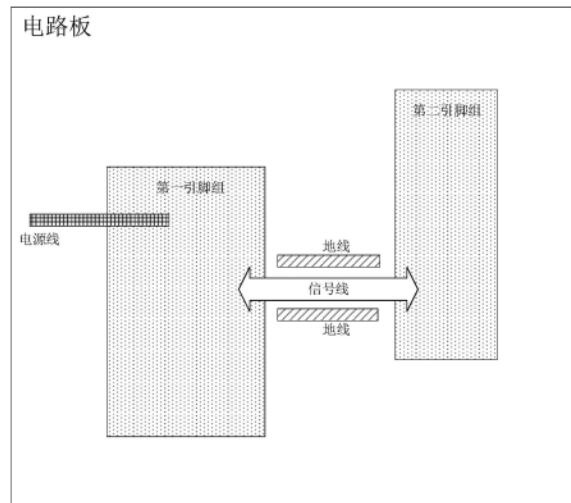 电路板
第二引脚组
第一引脚组
电源线
地线
信号线
地线